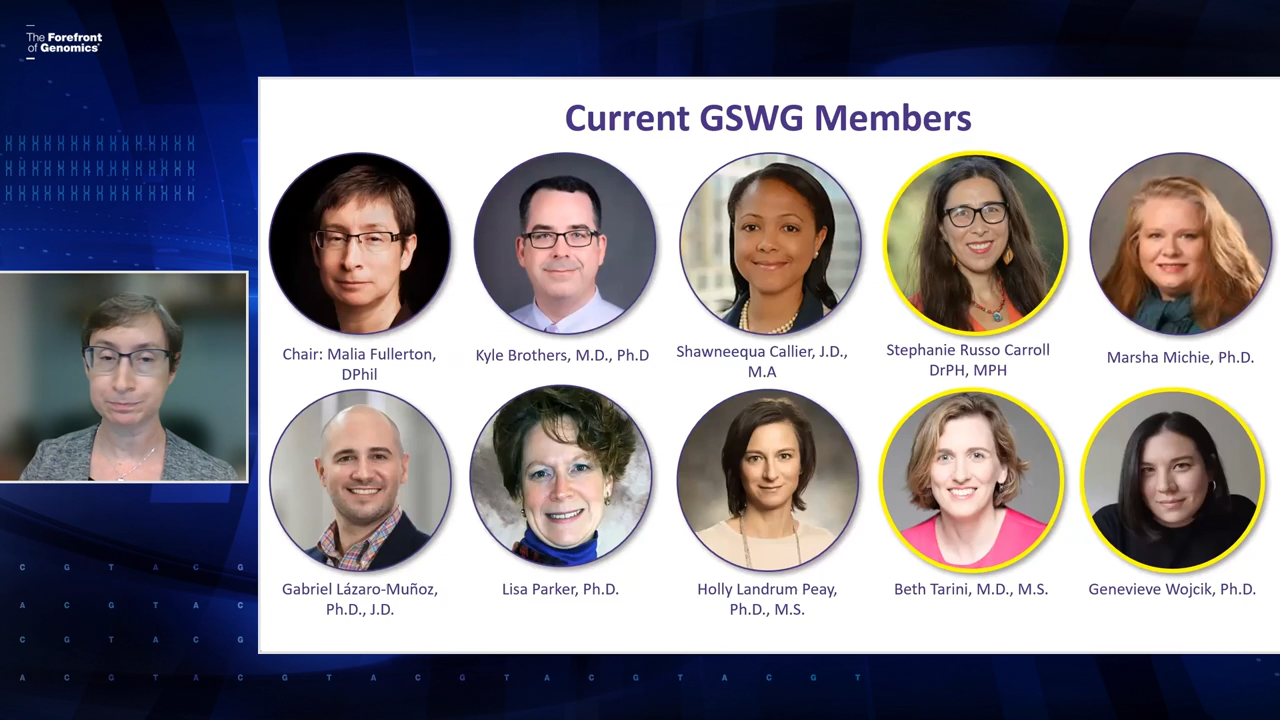 The Forefront
of Genomics®
Current GSWG Members
Chair: Malia Fullerton,
DPhil
Kyle Brothers, M.D., Ph.D
Shawneequa Callier, J.D.,
M.A
Stephanie Russo Carroll
DrPH, MPH
Marsha Michie, Ph.D.
Gabriel Lázaro-Muñoz,
Ph.D., J.D.
Lisa Parker, Ph.D.
Holly Landrum Peay,
Ph.D., M.S.
Beth Tarini, M.D., M.S.
Genevieve Wojcik, Ph.D.
C G T A C G
A C G T A C
C G T A C G
A C G T A C G T A C G T A C G T A C G T